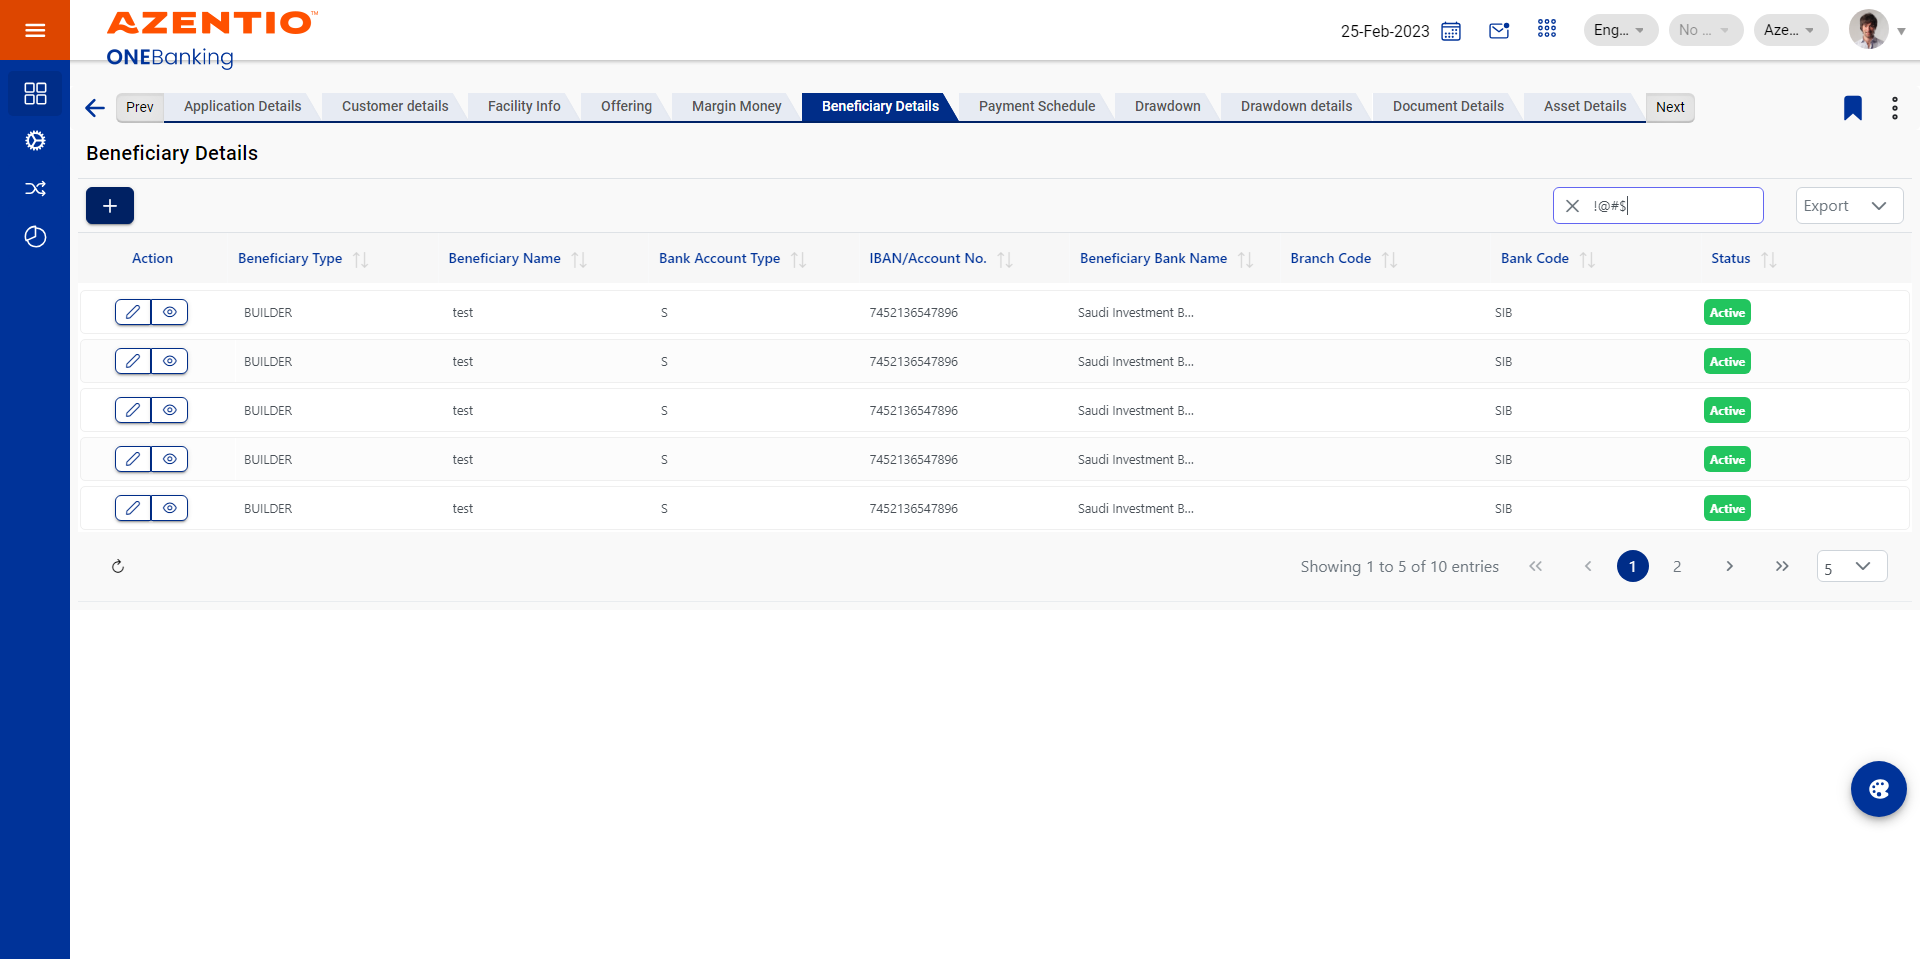 AZENTIO™
ONEBanking
25-Feb-2023
Eng...
No ...
Aze...
Prev
Application Details
Customer details
Facility Info
Offering
Margin Money
Beneficiary Details
Payment Schedule
Drawdown
Drawdown details
Document Details
Asset Details
Next
Beneficiary Details
+
!@#$
Export
Action Beneficiary Type Beneficiary Name Bank Account Type IBAN/Account No. Beneficiary Bank Name Branch Code Bank Code Status
BUILDER test S 7452136547896 Saudi Investment B... SIB Active
BUILDER test S 7452136547896 Saudi Investment B... SIB Active
BUILDER test S 7452136547896 Saudi Investment B... SIB Active
BUILDER test S 7452136547896 Saudi Investment B... SIB Active
BUILDER test S 7452136547896 Saudi Investment B... SIB Active
Showing 1 to 5 of 10 entries
1
2
5